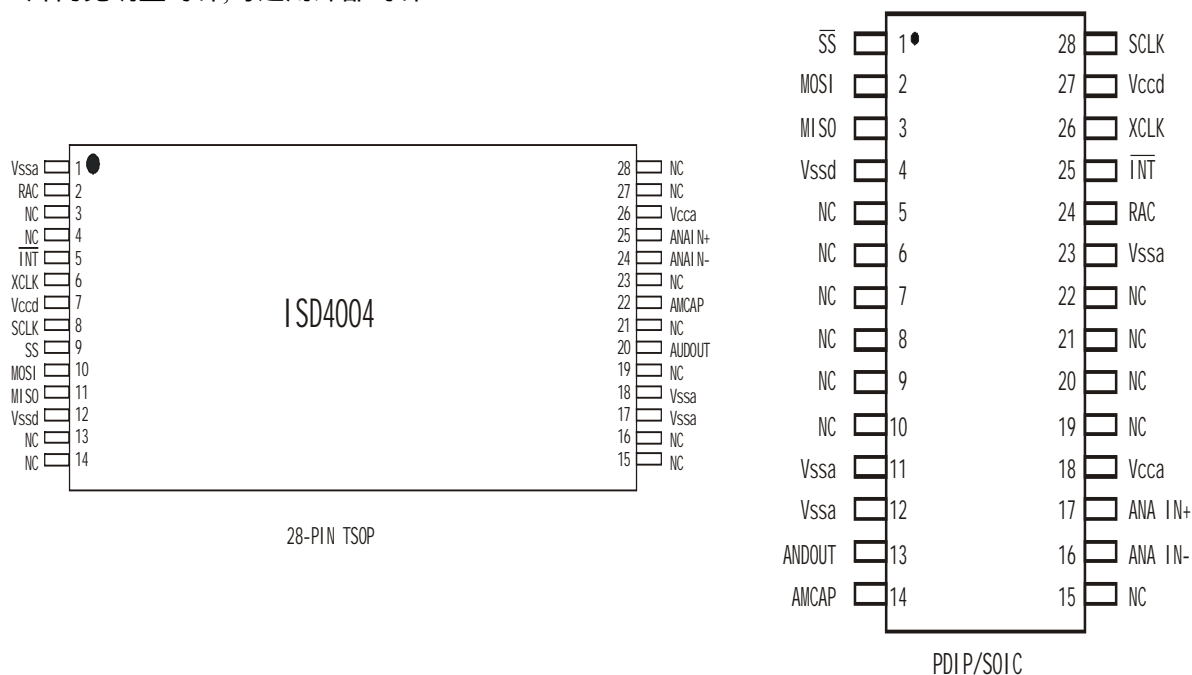 Vssa 1 28 NC
RAC 2 27 NC
NC 3 26 Vcca
NC 4 25 ANAIN+
INT 5 24 ANAIN-
XCLK 6 23 NC
Vccd 7 22 AMCAP
SCLK 8 21 NC
SS 9 20 AUDOUT
MOSI 10 19 NC
MISO 11 18 Vssa
Vssd 12 17 Vssa
NC 13 16 NC
NC 14 15 NC
ISD4004
28-PIN TSOP
SS 1 28 SCLK
MOSI 2 27 Vccd
MISO 3 26 XCLK
Vssd 4 25 INT
NC 5 24 RAC
NC 6 23 Vssa
NC 7 22 NC
NC 8 21 NC
NC 9 20 NC
NC 10 19 NC
Vssa 11 18 Vcca
Vssa 12 17 ANA IN+
ANDOUT 13 16 ANA IN-
AMCAP 14 15 NC
PDIP/SOIC